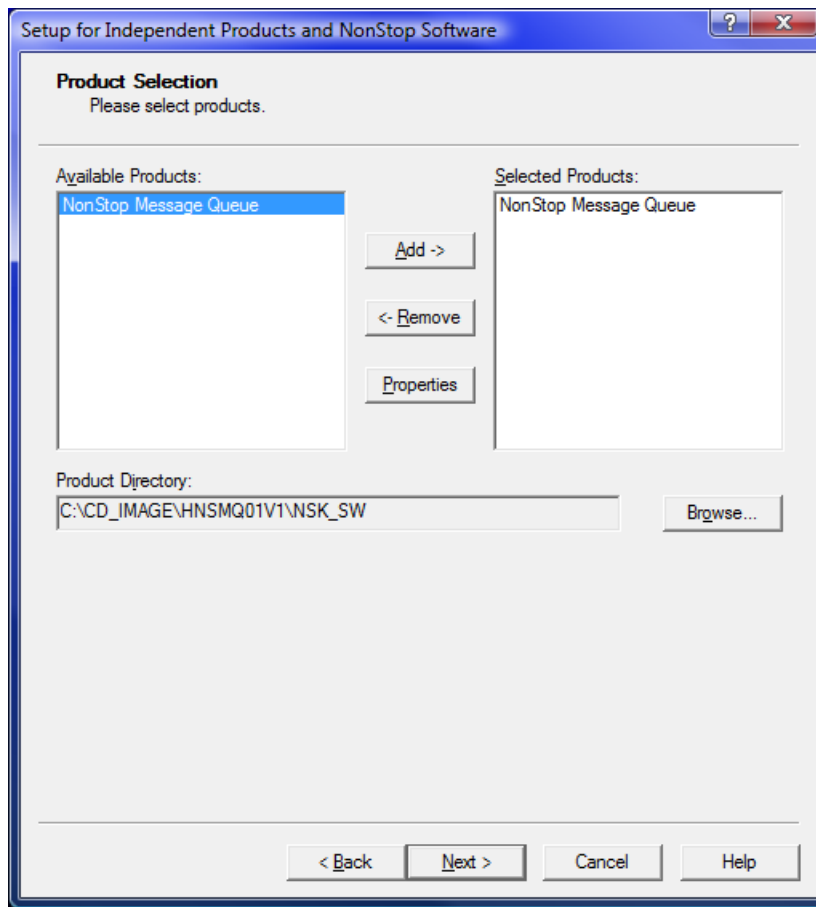 Setup for Independent Products and NonStop Software
?
X
Product Selection
Please select products.
Available Products:
Selected Products:
NonStop Message Queue
NonStop Message Queue
Add ->
<- Remove
Properties
Product Directory:
C:\CD_IMAGE\HNSMQ01V1\NSK_SW
Browse...
< Back
Next >
Cancel
Help